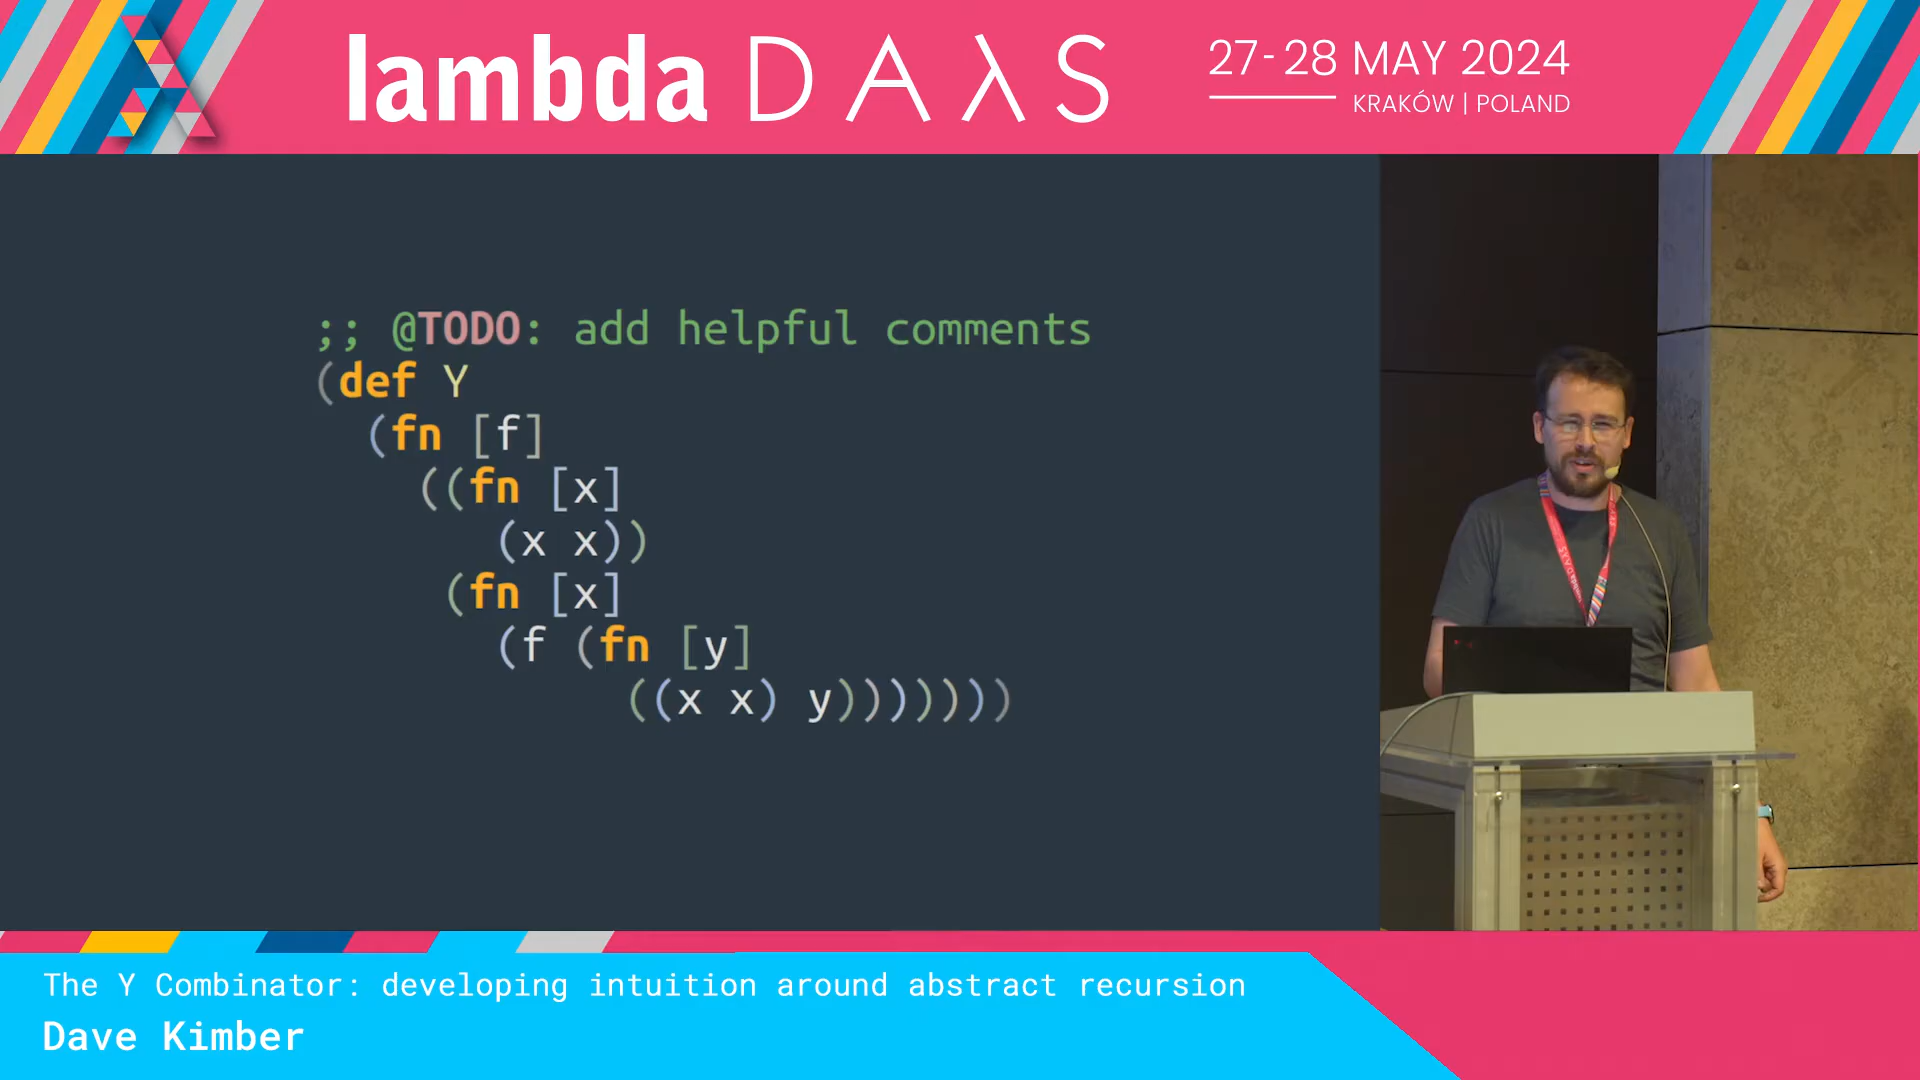 lambda DAλS
27-28 MAY 2024
KRAKÓW | POLAND
;; @TODO: add helpful comments
(def Y
(fn [f]
((fn [x]
(x x))
(fn [x]
(f (fn [y]
((x x) y)))))))
The Y Combinator: developing intuition around abstract recursion
Dave Kimber